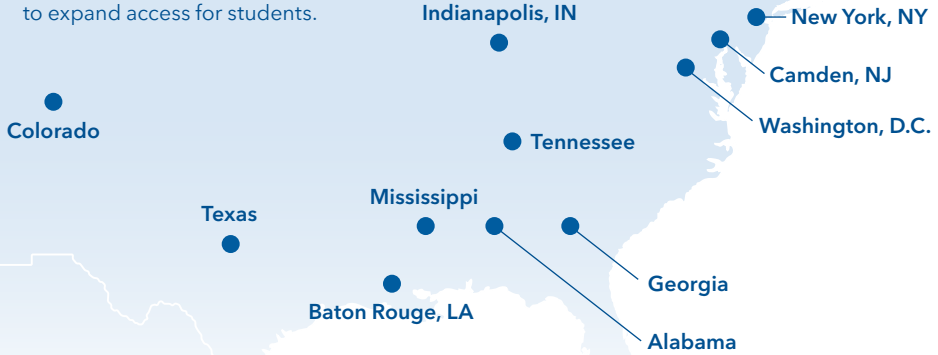 to expand access for students.
Indianapolis, IN
New York, NY
Camden, NJ
Colorado
Washington, D.C.
Tennessee
Mississippi
Texas
Georgia
Baton Rouge, LA
Alabama